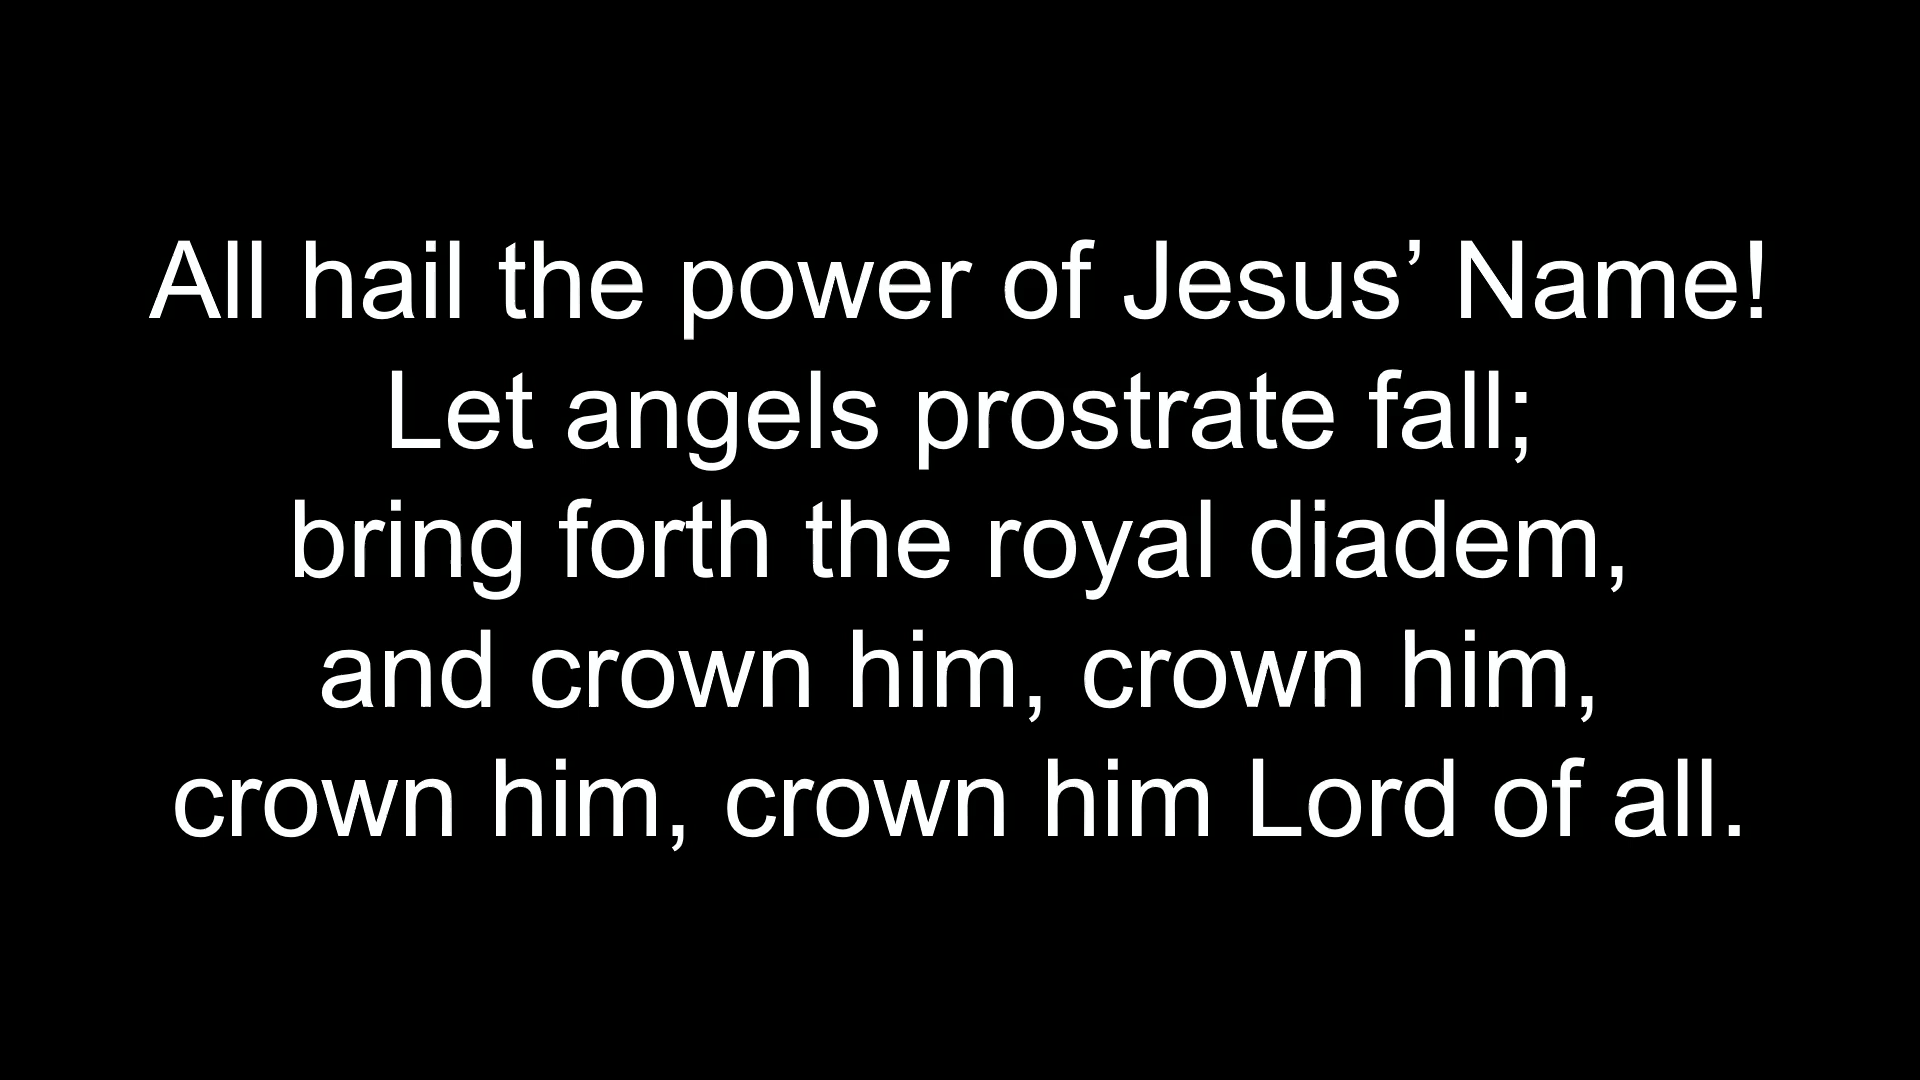 All hail the power of Jesus’ Name!
Let angels prostrate fall;
bring forth the royal diadem,
and crown him, crown him,
crown him, crown him Lord of all.